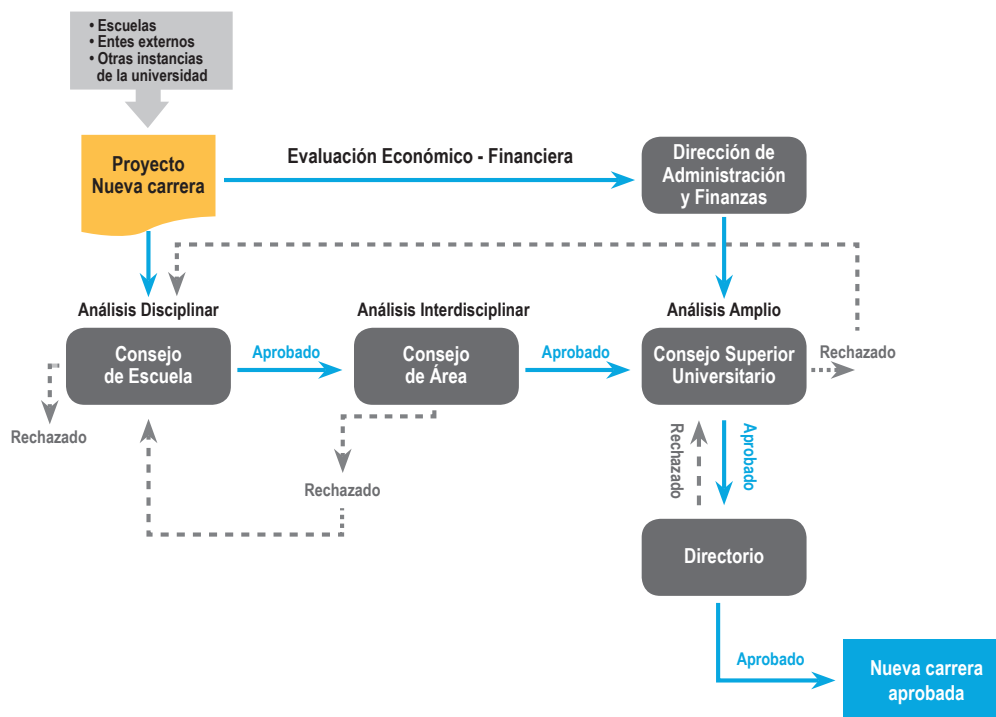 • Escuelas
• Entes externos
• Otras instancias
de la universidad
Proyecto
Nueva carrera
Evaluación Económico - Financiera
Dirección de
Administración
y Finanzas
Análisis Disciplinar
Análisis Interdisciplinar
Análisis Amplio
Consejo
de Escuela
Aprobado
Consejo
de Área
Aprobado
Consejo Superior
Universitario
Rechazado
Rechazado
Rechazado
Rechazado
Aprobado
Directorio
Aprobado
Nueva carrera
aprobada